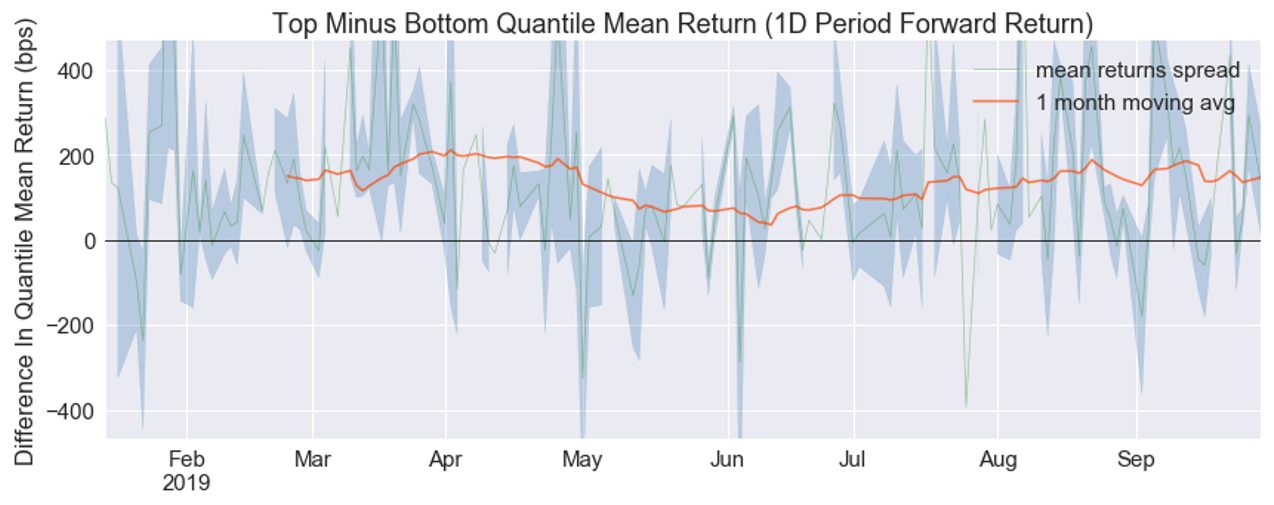 Top Minus Bottom Quantile Mean Return (1D Period Forward Return)
Difference In Quantile Mean Return (bps)
400
200
0
−200
−400
mean returns spread
1 month moving avg
Feb
2019
Mar
Apr
May
Jun
Jul
Aug
Sep